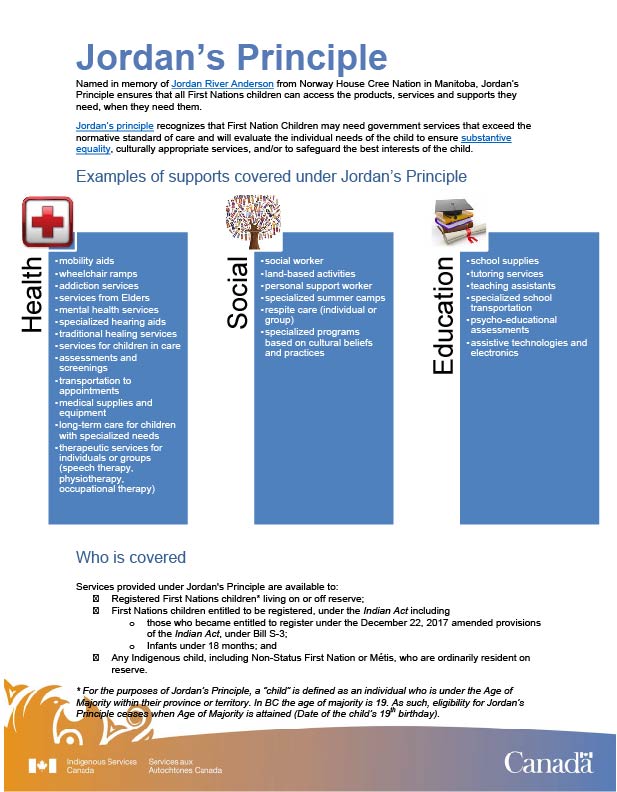 Jordan's Principle
Named in memory of Jordan River Anderson from Norway House Cree Nation in Manitoba, Jordan's
Principle ensures that all First Nations children can access the products, services and supports they
need, when they need them.
Jordan's principle recognizes that First Nation Children may need government services that exceed the
normative standard of care and will evaluate the individual needs of the child to ensure substantive
equality, culturally appropriate services, and/or to safeguard the best interests of the child.
Examples of supports covered under Jordan's Principle
Health
-mobility aids
-wheelchair ramps
-addiction services
-services from Elders
-mental health services
-specialized hearing aids
-traditional healing services
-services for children in care
-assessments and
screenings
-transportation to
appointments
-medical supplies and
equipment
-long-term care for children
with specialized needs
-therapeutic services for
individuals or groups
(speech therapy,
physiotherapy,
occupational therapy)
Social
-social worker
-land-based activities
-personal support worker
-specialized summer camps
-respite care (individual or
group)
-specialized programs
based on cultural beliefs
and practices
Education
-school supplies
-tutoring services
-teaching assistants
-specialized school
transportation
-psycho-educational
assessments
-assistive technologies and
electronics
Who is covered
Services provided under Jordan's Principle are available to:
Registered First Nations children* living on or off reserve;
First Nations children entitled to be registered, under the Indian Act including
o those who became entitled to register under the December 22, 2017 amended provisions
of the Indian Act, under Bill S-3;
o Infants under 18 months; and
Any Indigenous child, including Non-Status First Nation or Métis, who are ordinarily resident on
reserve.
* For the purposes of Jordan's Principle, a "child" is defined as an individual who is under the Age of
Majority within their province or territory. In BC the age of majority is 19. As such, eligibility for Jordan's
Principle ceases when Age of Majority is attained (Date of the child's 19th birthday).
Indigenous Services
Canada
Services aux
Autochtones Canada
Canada